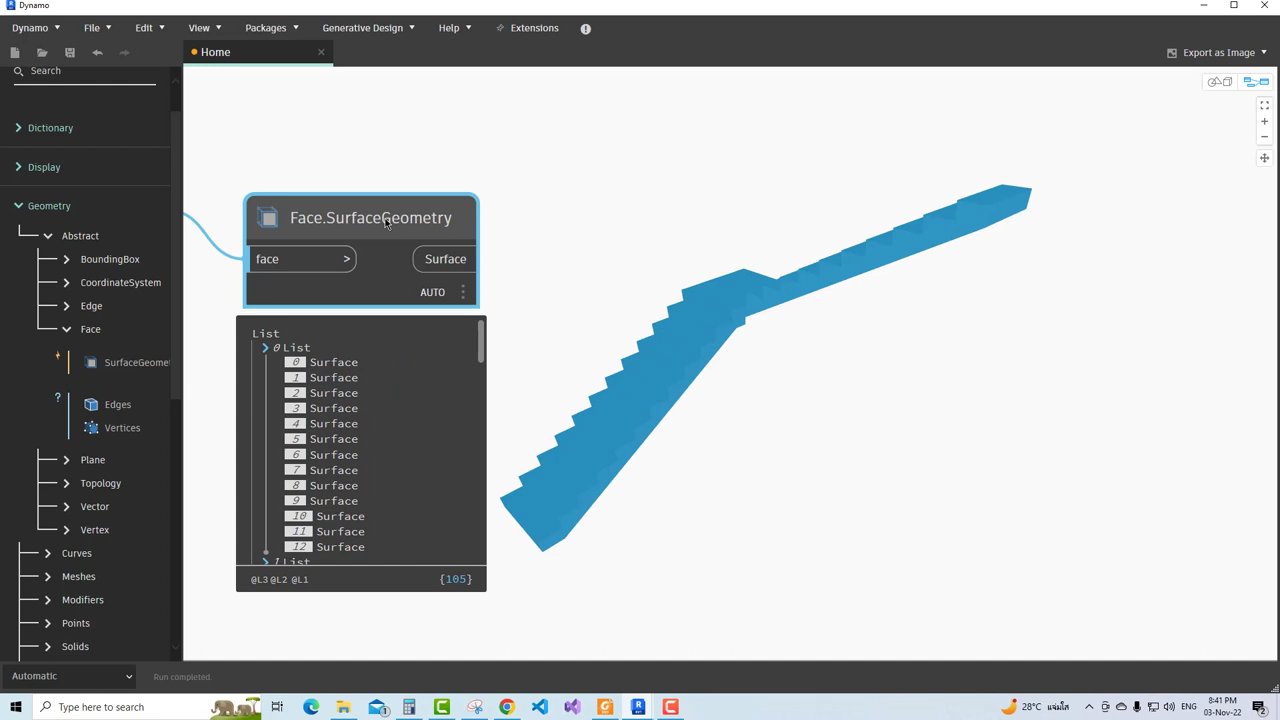 Dynamo
Dynamo File Edit View Packages Generative Design Help Extensions
Home
Export as Image
Search
Dictionary
Display
Geometry
Abstract
BoundingBox
CoordinateSystem
Edge
Face
SurfaceGeomet
Edges
Vertices
Plane
Topology
Vector
Vertex
Curves
Meshes
Modifiers
Points
Solids
Face.SurfaceGeometry
face > Surface
AUTO
List
0 List
0 Surface
1 Surface
2 Surface
3 Surface
4 Surface
5 Surface
6 Surface
7 Surface
8 Surface
9 Surface
10 Surface
11 Surface
12 Surface
1 List
@L3 @L2 @L1 {105}
Automatic
Run completed.
Type here to search
28°C
ENG
8:41 PM
03-Nov-22